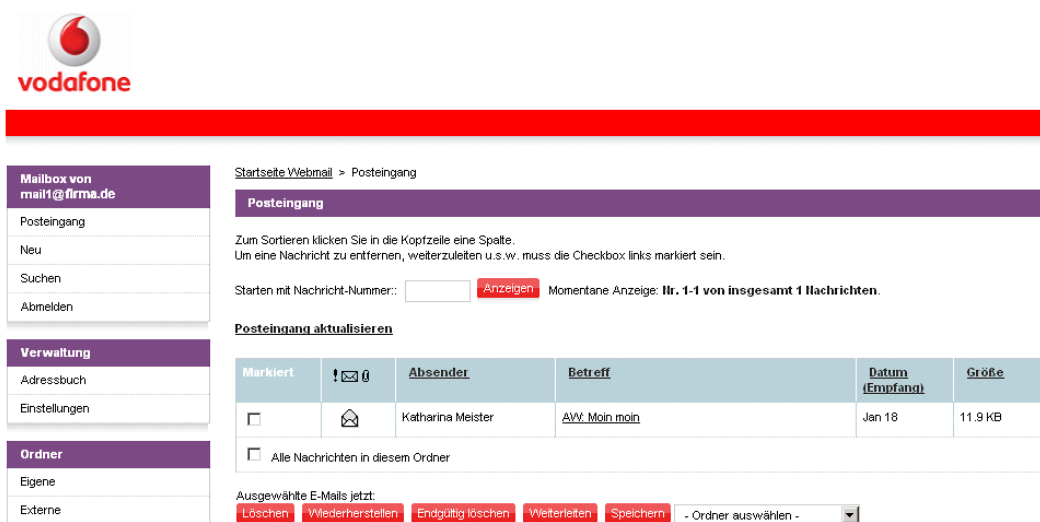 vodafone
Mailbox von
mail1@firma.de
Posteingang
Neu
Suchen
Abmelden
Verwaltung
Adressbuch
Einstellungen
Ordner
Eigene
Externe
Startseite Webmail > Posteingang
Posteingang
Zum Sortieren klicken Sie in die Kopfzeile eine Spalte.
Um eine Nachricht zu entfernen, weiterzuleiten u.s.w. muss die Checkbox links markiert sein.
Starten mit Nachricht-Nummer:: Anzeigen Momentane Anzeige: Nr. 1-1 von insgesamt 1 Nachrichten.
Posteingang aktualisieren
Markiert Absender Betreff Datum (Empfang) Größe
Katharina Meister AW: Moin moin Jan 18 11.9 KB
Alle Nachrichten in diesem Ordner
Ausgewählte E-Mails jetzt:
Löschen Wiederherstellen Endgültig löschen Weiterleiten Speichern - Ordner auswählen -